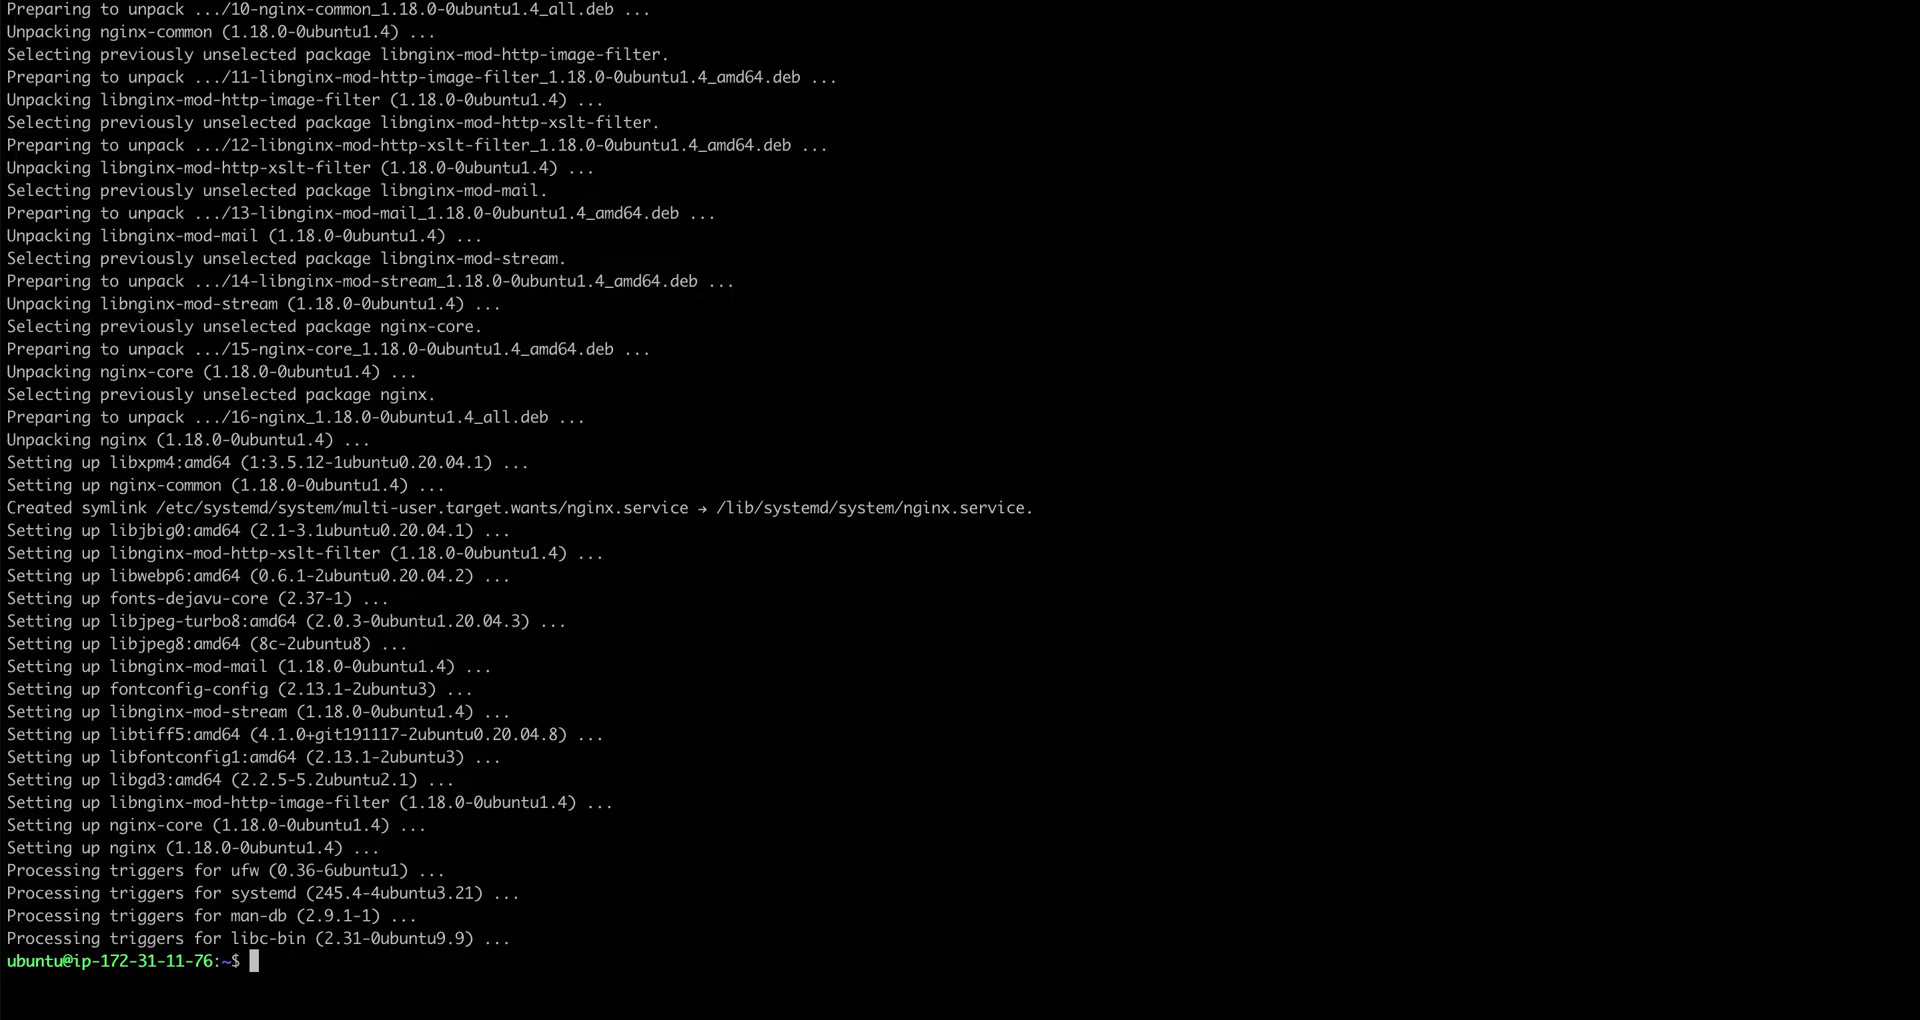 Preparing to unpack .../10-nginx-common_1.18.0-0ubuntu1.4_all.deb ...
Unpacking nginx-common (1.18.0-0ubuntu1.4) ...
Selecting previously unselected package libnginx-mod-http-image-filter.
Preparing to unpack .../11-libnginx-mod-http-image-filter_1.18.0-0ubuntu1.4_amd64.deb ...
Unpacking libnginx-mod-http-image-filter (1.18.0-0ubuntu1.4) ...
Selecting previously unselected package libnginx-mod-http-xslt-filter.
Preparing to unpack .../12-libnginx-mod-http-xslt-filter_1.18.0-0ubuntu1.4_amd64.deb ...
Unpacking libnginx-mod-http-xslt-filter (1.18.0-0ubuntu1.4) ...
Selecting previously unselected package libnginx-mod-mail.
Preparing to unpack .../13-libnginx-mod-mail_1.18.0-0ubuntu1.4_amd64.deb ...
Unpacking libnginx-mod-mail (1.18.0-0ubuntu1.4) ...
Selecting previously unselected package libnginx-mod-stream.
Preparing to unpack .../14-libnginx-mod-stream_1.18.0-0ubuntu1.4_amd64.deb ...
Unpacking libnginx-mod-stream (1.18.0-0ubuntu1.4) ...
Selecting previously unselected package nginx-core.
Preparing to unpack .../15-nginx-core_1.18.0-0ubuntu1.4_amd64.deb ...
Unpacking nginx-core (1.18.0-0ubuntu1.4) ...
Selecting previously unselected package nginx.
Preparing to unpack .../16-nginx_1.18.0-0ubuntu1.4_all.deb ...
Unpacking nginx (1.18.0-0ubuntu1.4) ...
Setting up libxpm4:amd64 (1:3.5.12-1ubuntu0.20.04.1) ...
Setting up nginx-common (1.18.0-0ubuntu1.4) ...
Created symlink /etc/systemd/system/multi-user.target.wants/nginx.service → /lib/systemd/system/nginx.service.
Setting up libjbig0:amd64 (2.1-3.1ubuntu0.20.04.1) ...
Setting up libnginx-mod-http-xslt-filter (1.18.0-0ubuntu1.4) ...
Setting up libwebp6:amd64 (0.6.1-2ubuntu0.20.04.2) ...
Setting up fonts-dejavu-core (2.37-1) ...
Setting up libjpeg-turbo8:amd64 (2.0.3-0ubuntu1.20.04.3) ...
Setting up libjpeg8:amd64 (8c-2ubuntu8) ...
Setting up libnginx-mod-mail (1.18.0-0ubuntu1.4) ...
Setting up fontconfig-config (2.13.1-2ubuntu3) ...
Setting up libnginx-mod-stream (1.18.0-0ubuntu1.4) ...
Setting up libtiff5:amd64 (4.1.0+git191117-2ubuntu0.20.04.8) ...
Setting up libfontconfig1:amd64 (2.13.1-2ubuntu3) ...
Setting up libgd3:amd64 (2.2.5-5.2ubuntu2.1) ...
Setting up libnginx-mod-http-image-filter (1.18.0-0ubuntu1.4) ...
Setting up nginx-core (1.18.0-0ubuntu1.4) ...
Setting up nginx (1.18.0-0ubuntu1.4) ...
Processing triggers for ufw (0.36-6ubuntu1) ...
Processing triggers for systemd (245.4-4ubuntu3.21) ...
Processing triggers for man-db (2.9.1-1) ...
Processing triggers for libc-bin (2.31-0ubuntu9.9) ...
ubuntu@ip-172-31-11-76:~$